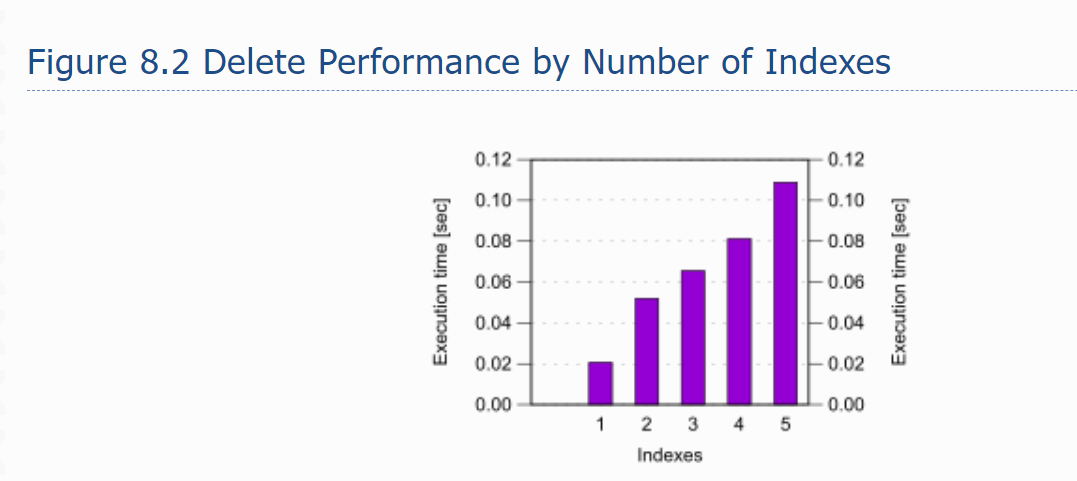 Figure 8.2 Delete Performance by Number of Indexes
0.12
0.10
0.08
0.06
0.04
0.02
0.00
Execution time [sec]
0.12
0.10
0.08
0.06
0.04
0.02
0.00
Execution time [sec]
1 2 3 4 5
Indexes